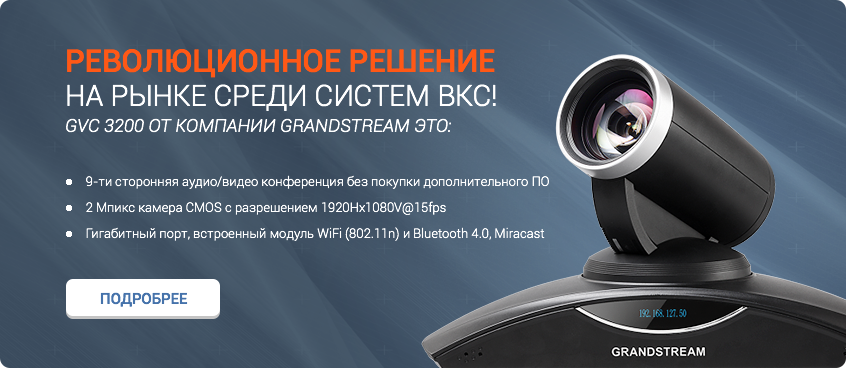 РЕВОЛЮЦИОННОЕ РЕШЕНИЕ
НА РЫНКЕ СРЕДИ СИСТЕМ ВКС!
GVC 3200 ОТ КОМПАНИИ GRANDSTREAM ЭТО:
9-ти сторонняя аудио/видео конференция без покупки дополнительного ПО
2 Мпикс камера CMOS с разрешением 1920Hx1080V@15fps
Гигабитный порт, встроенный модуль WiFi (802.11n) и Bluetooth 4.0, Miracast
ПОДРОБРЕЕ
192.168.127.50
GRANDSTREAM